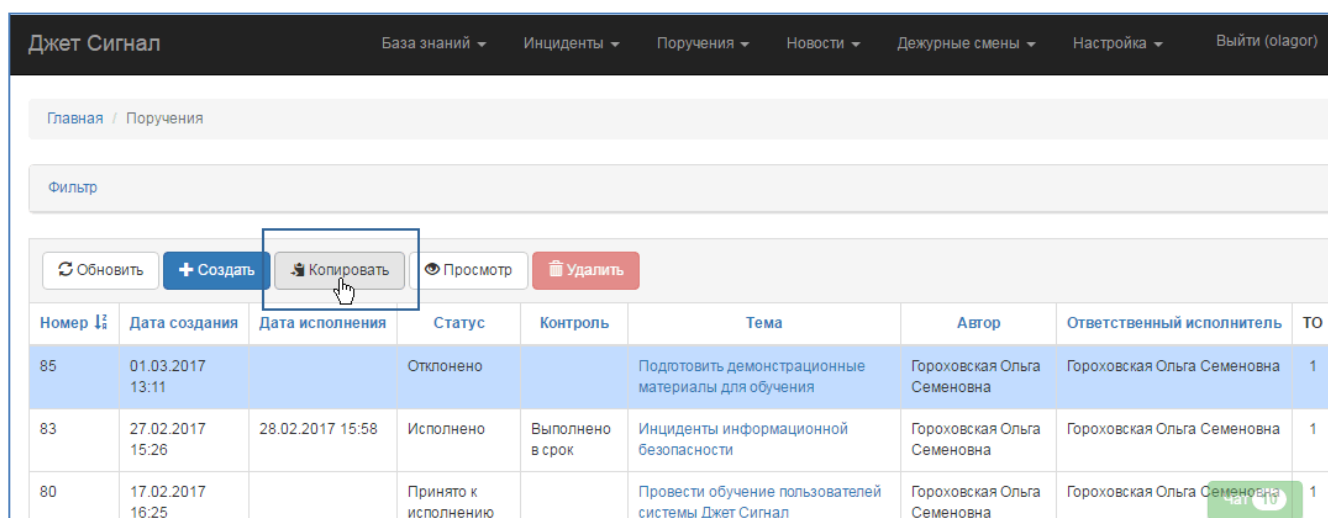 Джет Сигнал База знаний Инциденты Поручения Новости Дежурные смены Настройка Выйти (olagor)
Главная / Поручения
Фильтр
Обновить Создать Копировать Просмотр Удалить
Номер Дата создания Дата исполнения Статус Контроль Тема Автор Ответственный исполнитель ТО
85 01.03.2017 Отклонено Подготовить демонстрационные Гороховская Ольга Гороховская Ольга Семеновна 1
13:11 материалы для обучения Семеновна
83 27.02.2017 28.02.2017 15:58 Исполнено Выполнено Инциденты информационной Гороховская Ольга Гороховская Ольга Семеновна 1
15:26 в срок безопасности Семеновна
80 17.02.2017 Принято к Провести обучение пользователей Гороховская Ольга Гороховская Ольга Семеновна 1
16:25 исполнению системы Джет Сигнал Семеновна
Чат 10